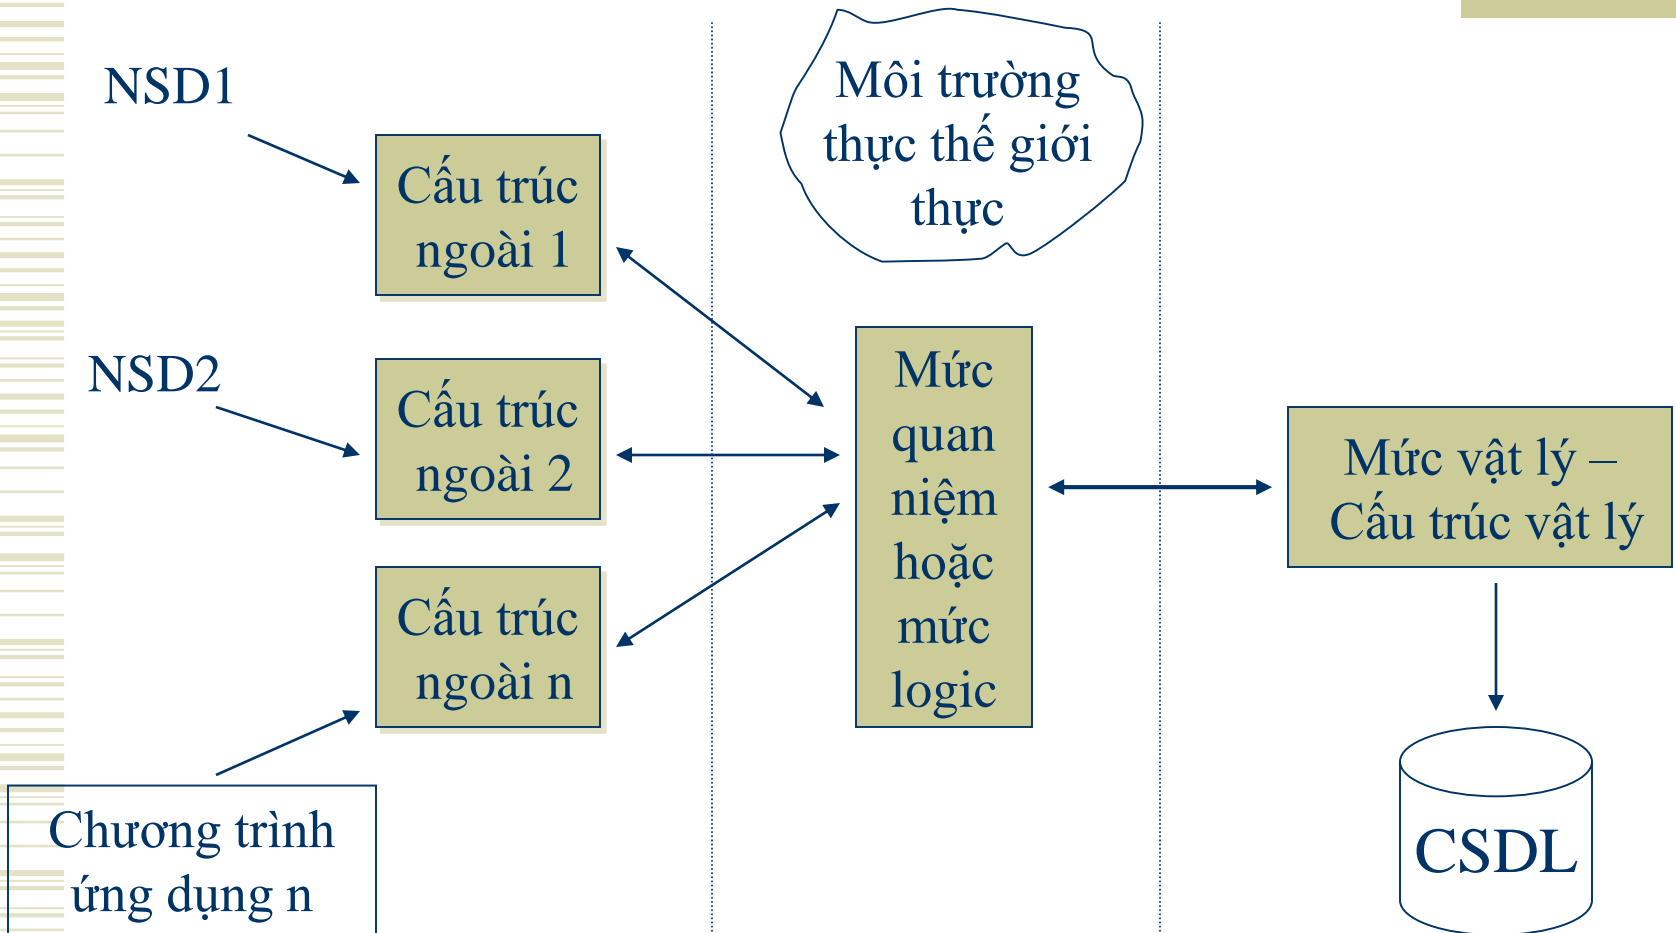 NSD1
Cấu trúc
ngoài 1
Môi trường
thực thế giới
thực
NSD2
Cấu trúc
ngoài 2
Cấu trúc
ngoài n
Chương trình
ứng dụng n
Mức
quan
niệm
hoặc
mức
logic
Mức vật lý –
Cấu trúc vật lý
CSDL